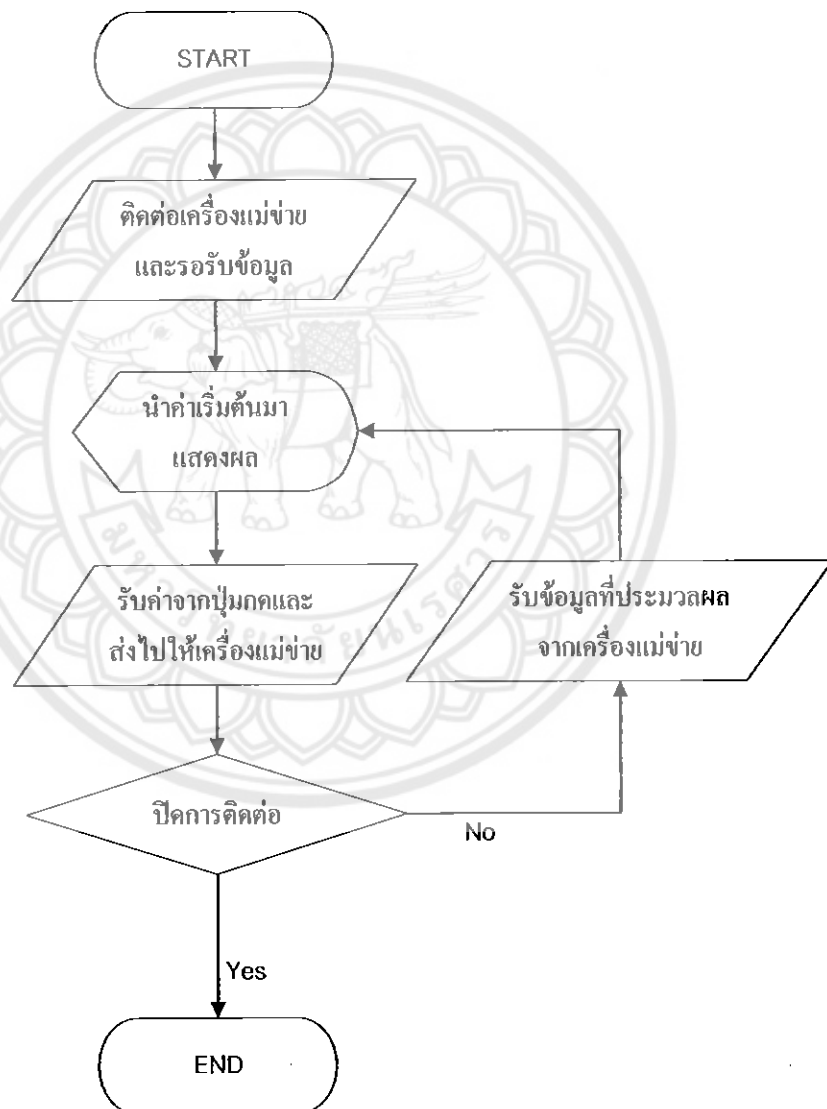 START
ติดต่อเครื่องแม่ข่าย
และรอรับข้อมูล
นำค่าเริ่มต้นมา
แสดงผล
รับค่าจากปุ่มกดและ
ส่งไปให้เครื่องแม่ข่าย
รับข้อมูลที่ประมวลผล
จากเครื่องแม่ข่าย
ปิดการติดต่อ
No
Yes
END